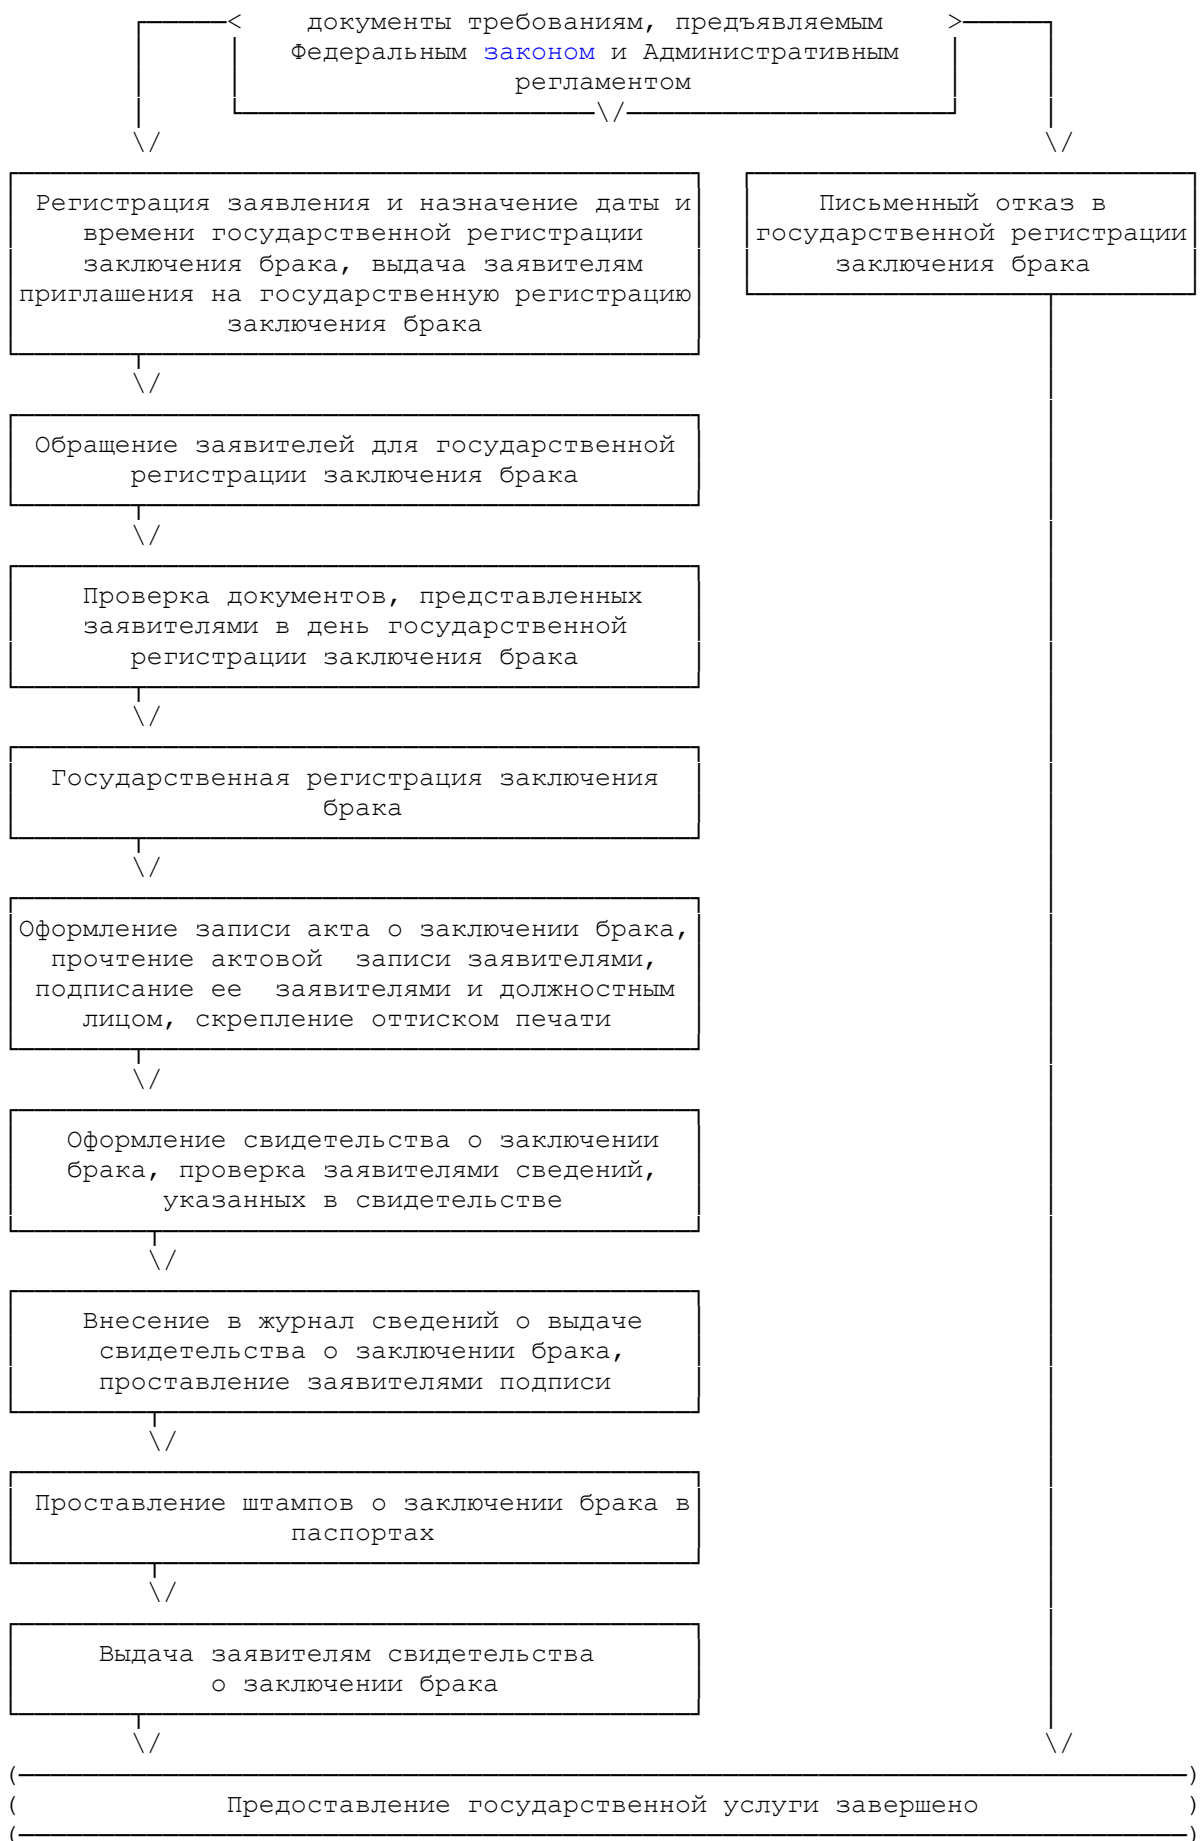 документы требованиям, предъявляемым
Федеральным законом и Административным
регламентом
Регистрация заявления и назначение даты и
времени государственной регистрации
заключения брака, выдача заявителям
приглашения на государственную регистрацию
заключения брака
Письменный отказ в
государственной регистрации
заключения брака
Обращение заявителей для государственной
регистрации заключения брака
Проверка документов, представленных
заявителями в день государственной
регистрации заключения брака
Государственная регистрация заключения
брака
Оформление записи акта о заключении брака,
прочтение актовой  записи заявителями,
подписание ее  заявителями и должностным
лицом, скрепление оттиском печати
Оформление свидетельства о заключении
брака, проверка заявителями сведений,
указанных в свидетельстве
Внесение в журнал сведений о выдаче
свидетельства о заключении брака,
проставление заявителями подписи
Проставление штампов о заключении брака в
паспортах
Выдача заявителям свидетельства
о заключении брака
Предоставление государственной услуги завершено